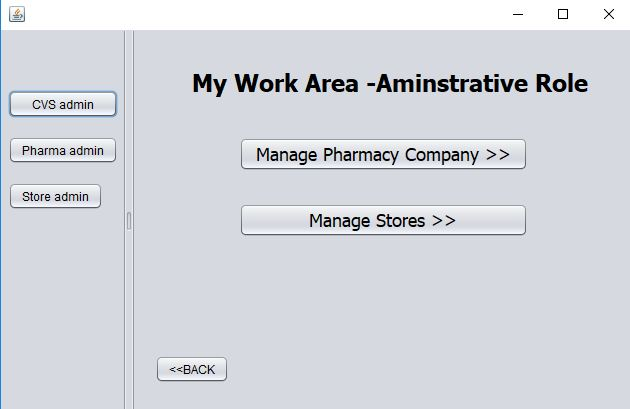 CVS admin
Pharma admin
Store admin
My Work Area -Aminstrative Role
Manage Pharmacy Company >>
Manage Stores >>
<<BACK